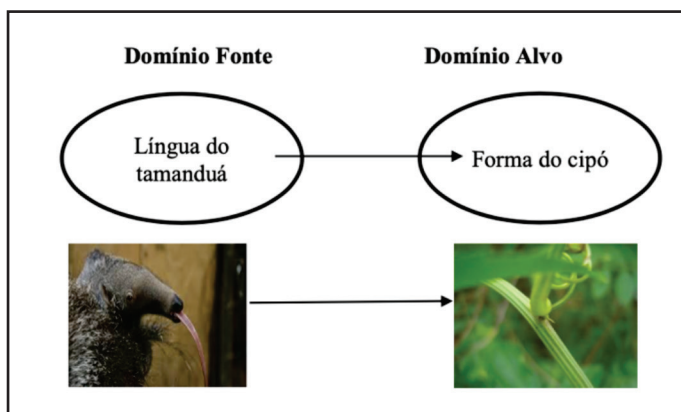 Domínio Fonte
Domínio Alvo
Língua do
tamanduá
Forma do cipó